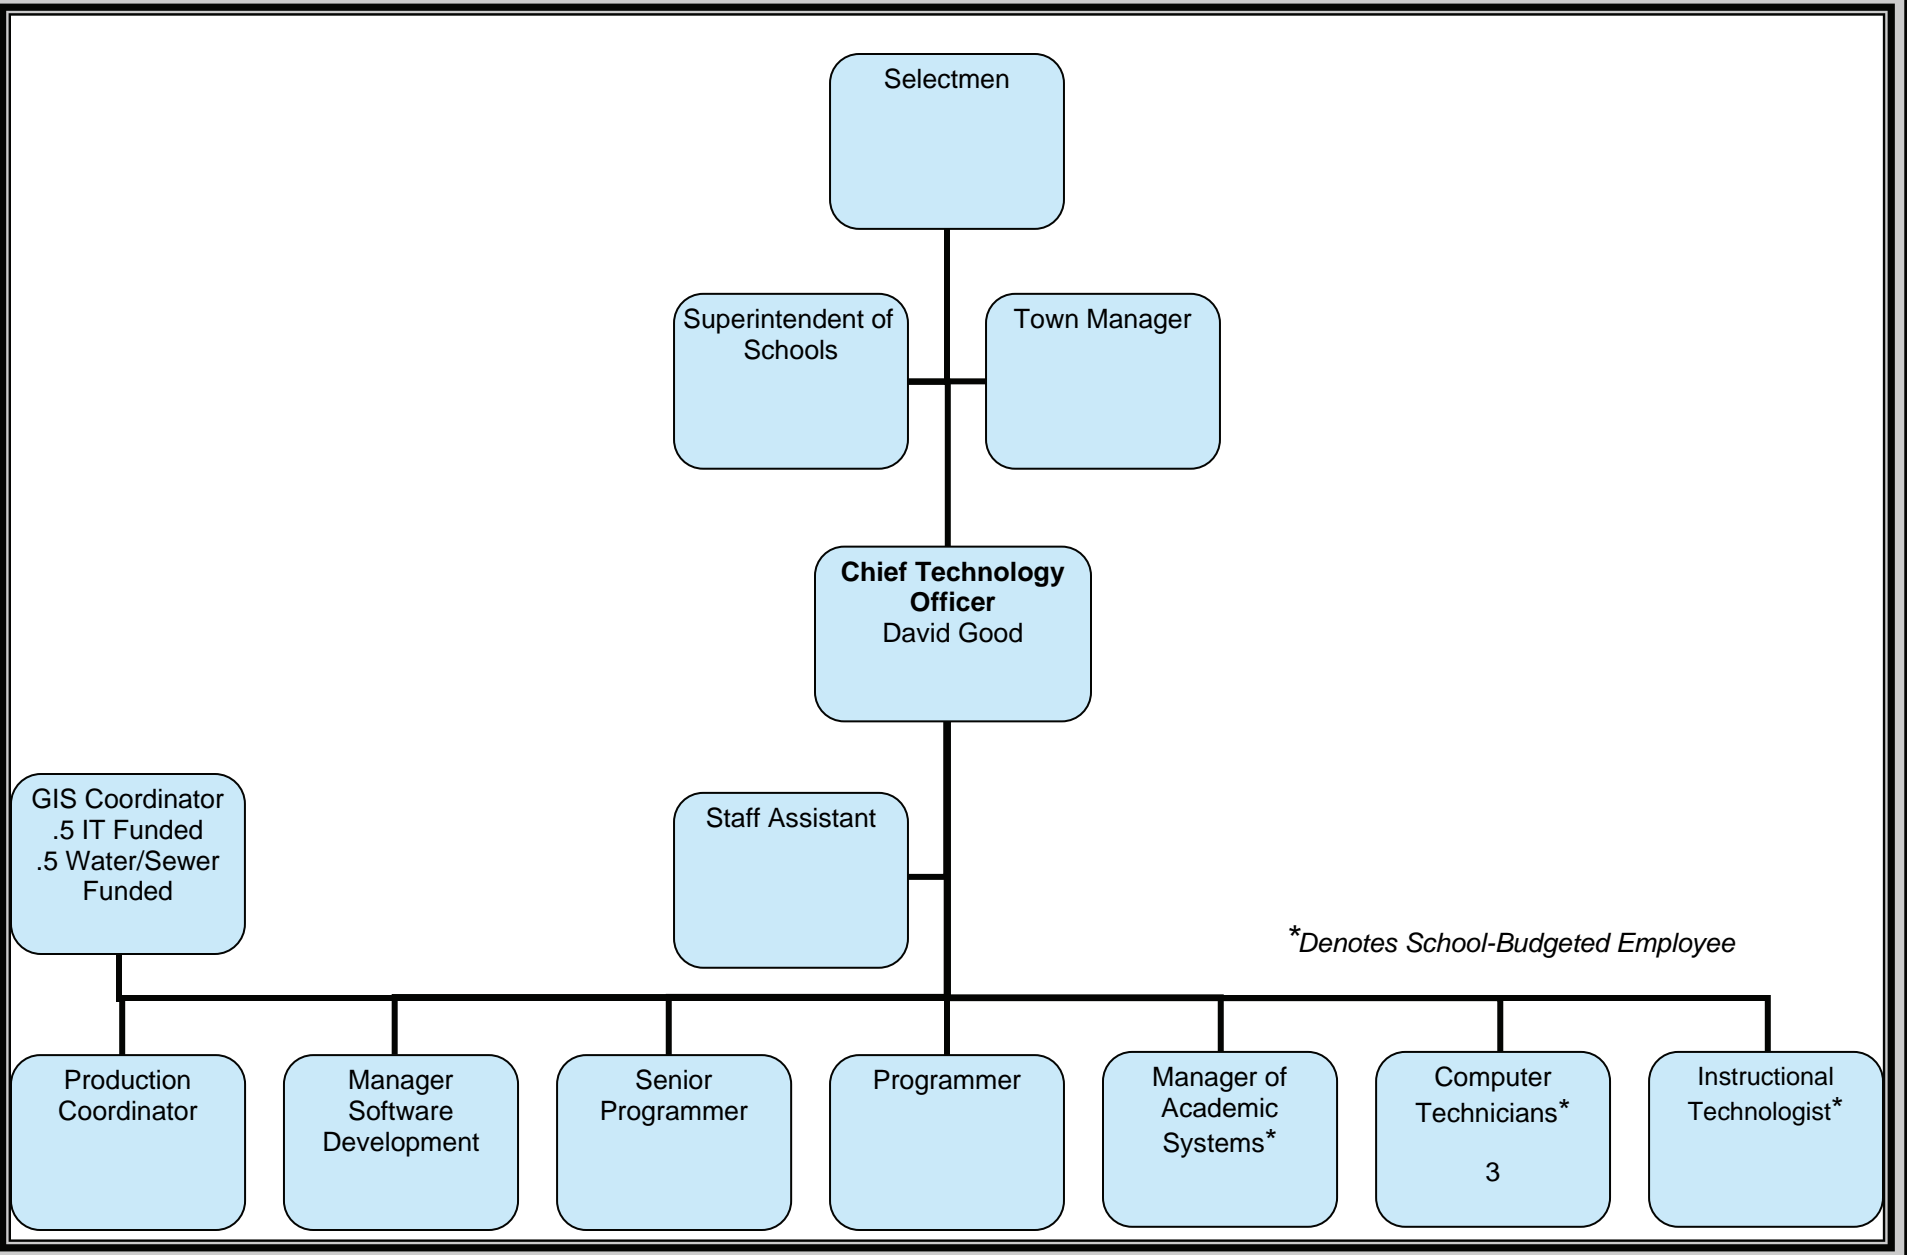 Selectmen
Superintendent of
Schools
Town Manager
Chief Technology
Officer
David Good
GIS Coordinator
.5 IT Funded
.5 Water/Sewer
Funded
Staff Assistant
*Denotes School-Budgeted Employee
Production
Coordinator
Manager
Software
Development
Senior
Programmer
Programmer
Manager of
Academic
Systems*
Computer
Technicians*
3
Instructional
Technologist*